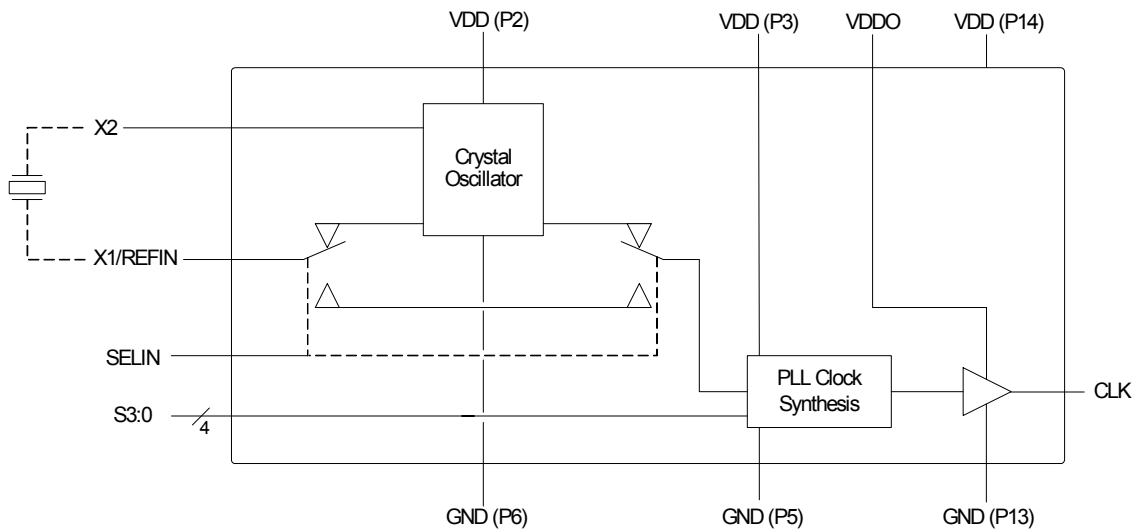 VDD (P2)
VDD (P3)
VDDO
VDD (P14)
X2
Crystal
Oscillator
X1/REFIN
SELIN
PLL Clock
Synthesis
CLK
S3:0
4
GND (P6)
GND (P5)
GND (P13)